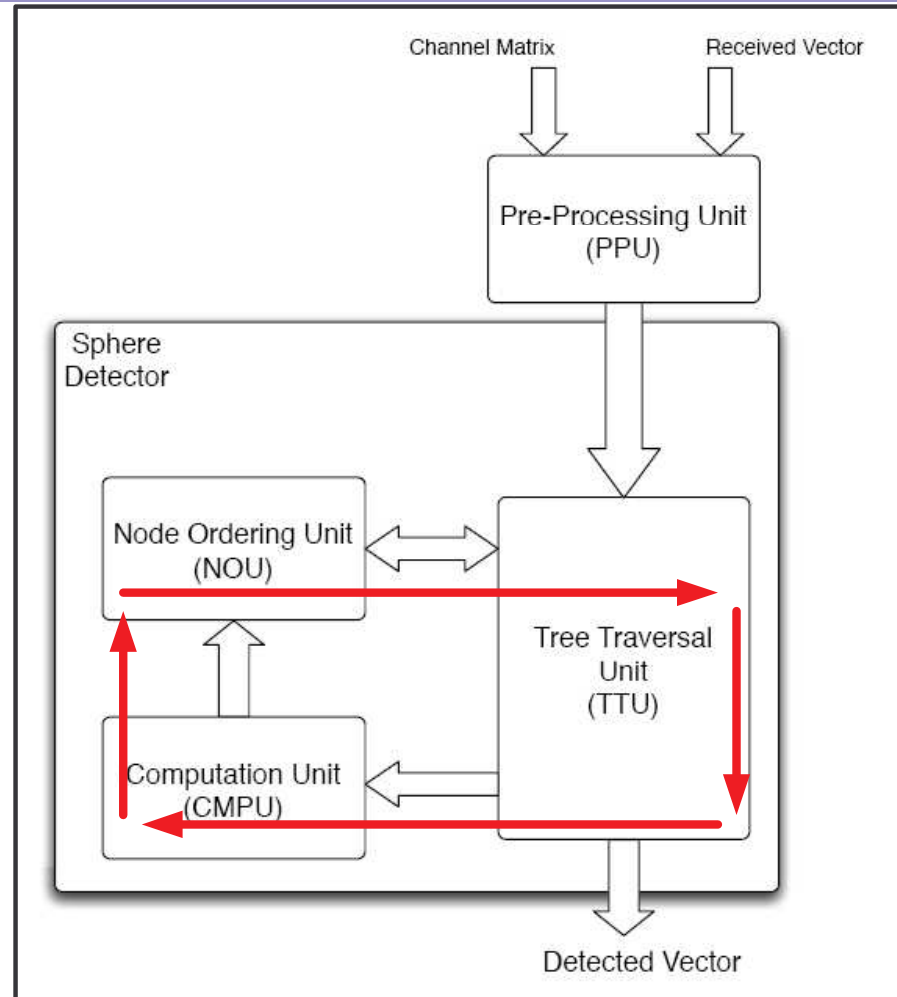 Channel Matrix
Received Vector
Pre-Processing Unit
(PPU)
Sphere
Detector
Node Ordering Unit
(NOU)
Tree Traversal
Unit
(TTU)
Computation Unit
(CMPU)
Detected Vector